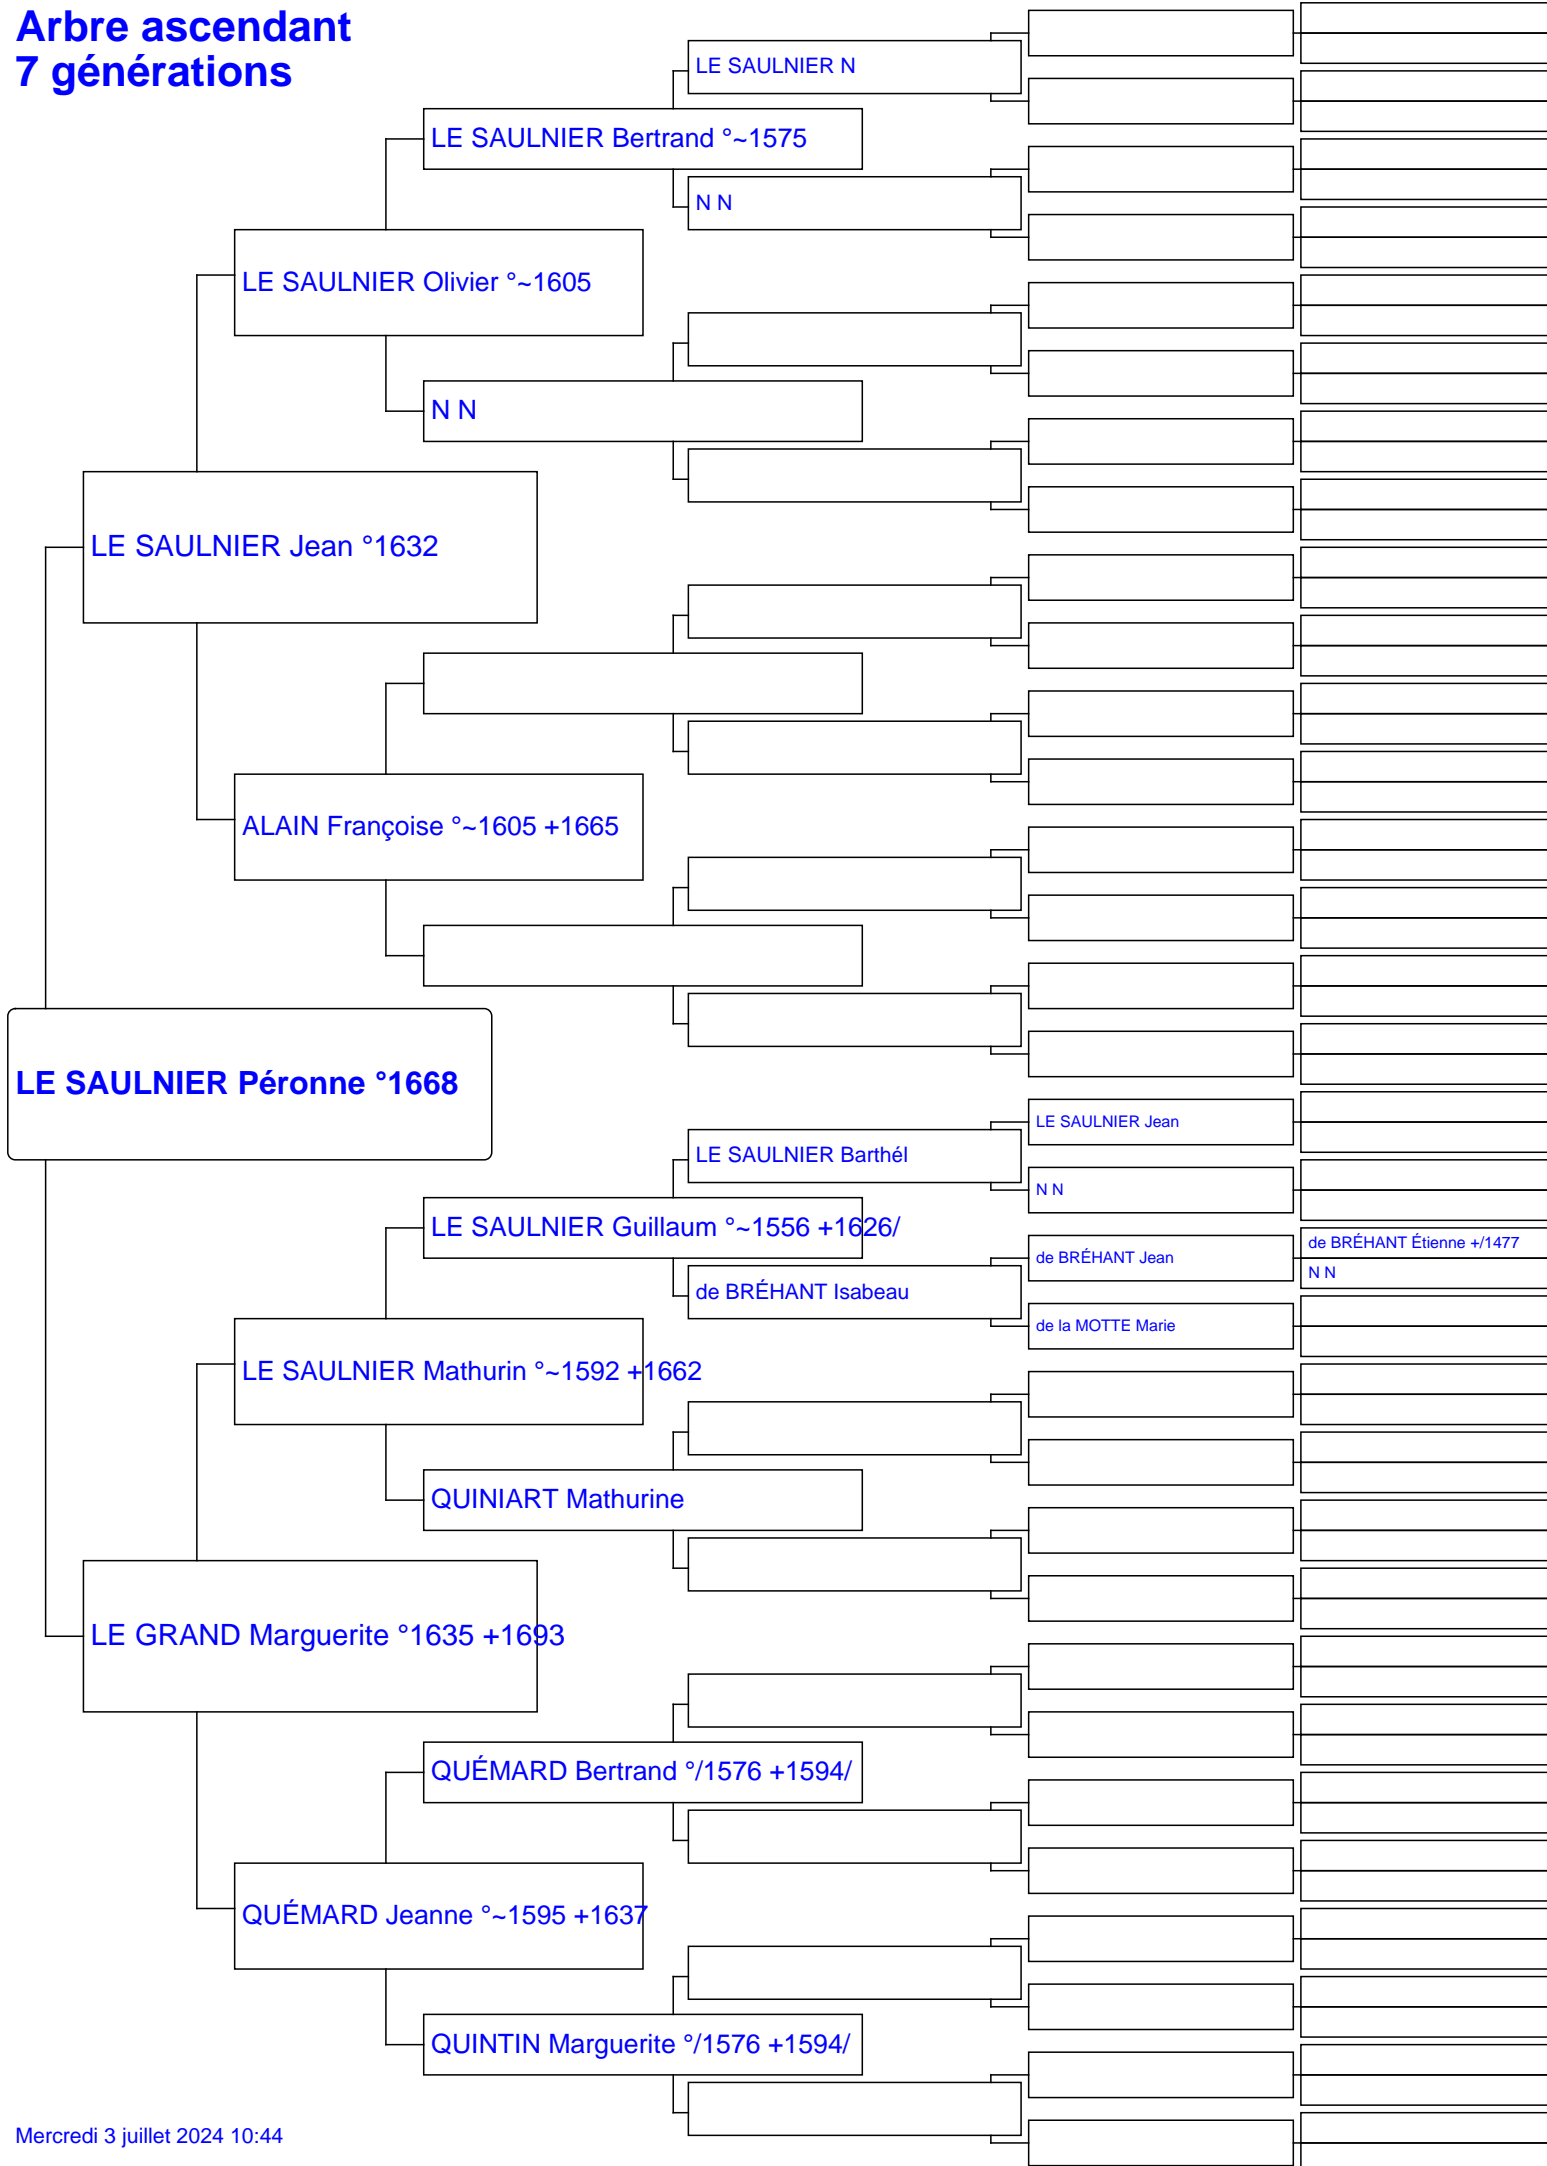 Arbre ascendant
7 générations
LE SAULNIER N
LE SAULNIER Bertrand °~1575
N N
LE SAULNIER Olivier °~1605
N N
LE SAULNIER Jean °1632
ALAIN Françoise °~1605 +1665
LE SAULNIER Péronne °1668
LE SAULNIER Jean
LE SAULNIER Barthél
N N
LE SAULNIER Guillaum °~1556 +1626/
de BRÉHANT Étienne +/1477
de BRÉHANT Jean
N N
de BRÉHANT Isabeau
de la MOTTE Marie
LE SAULNIER Mathurin °~1592 +1662
QUINIART Mathurine
LE GRAND Marguerite °1635 +1693
QUÉMARD Bertrand °/1576 +1594/
QUÉMARD Jeanne °~1595 +1637
QUINTIN Marguerite °/1576 +1594/
Mercredi 3 juillet 2024 10:44